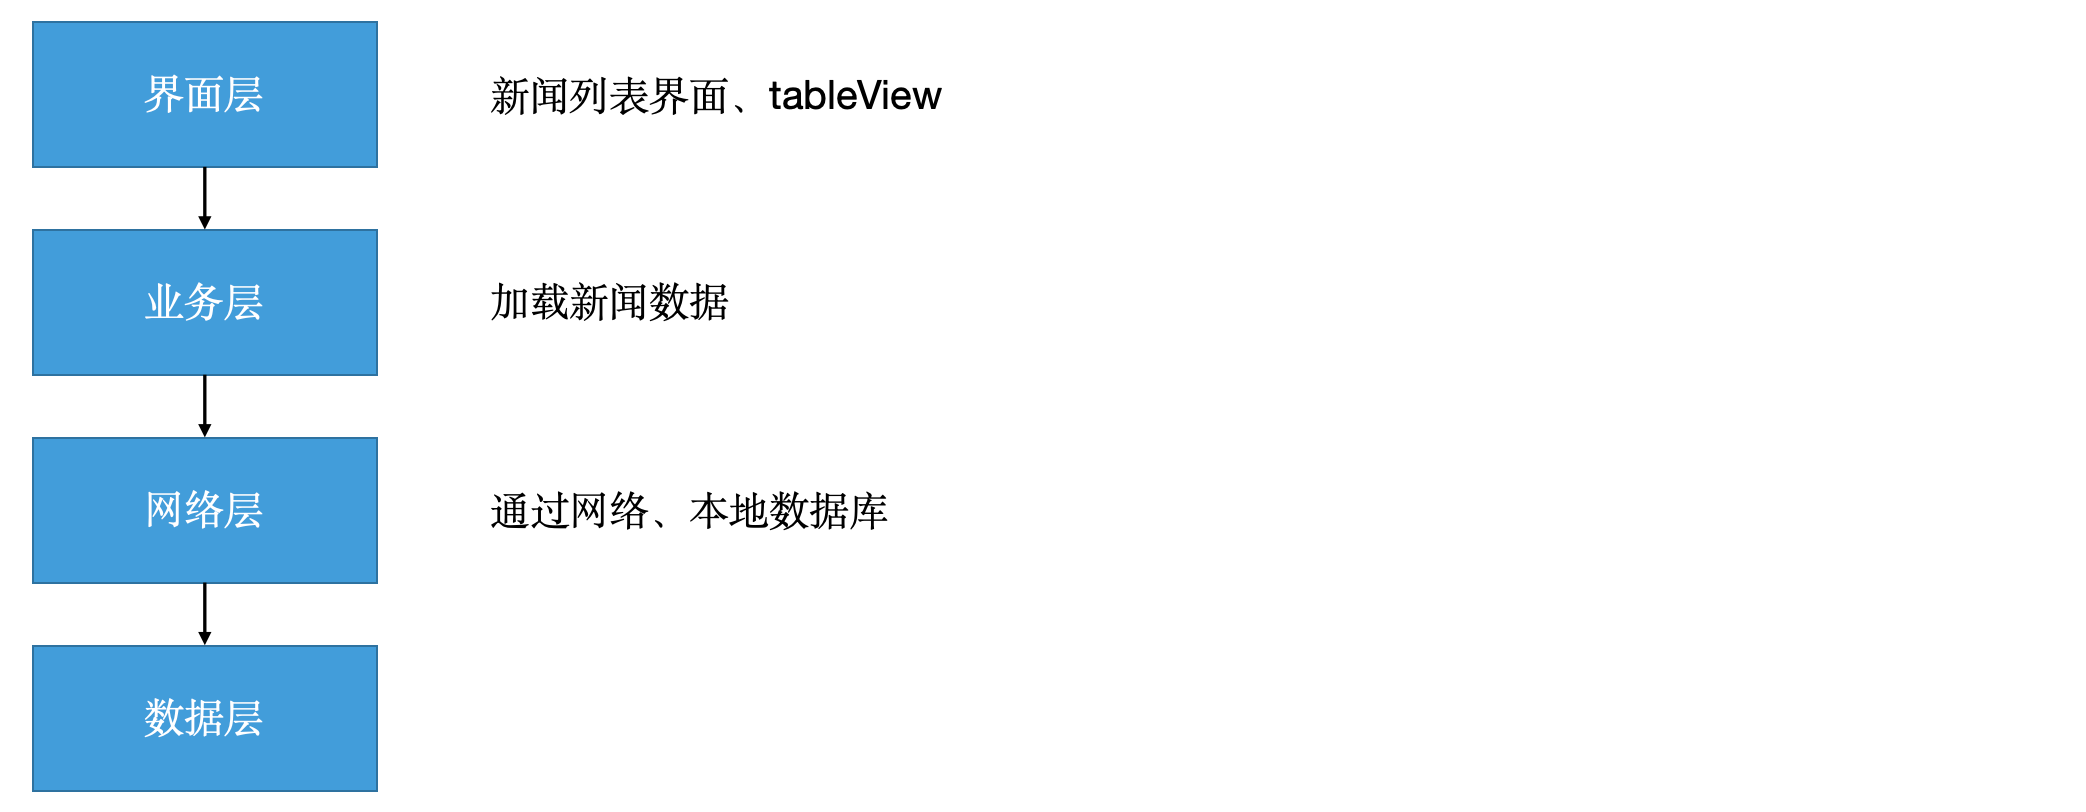 界面层
新闻列表界面、tableView
业务层
加载新闻数据
网络层
通过网络、本地数据库
数据层